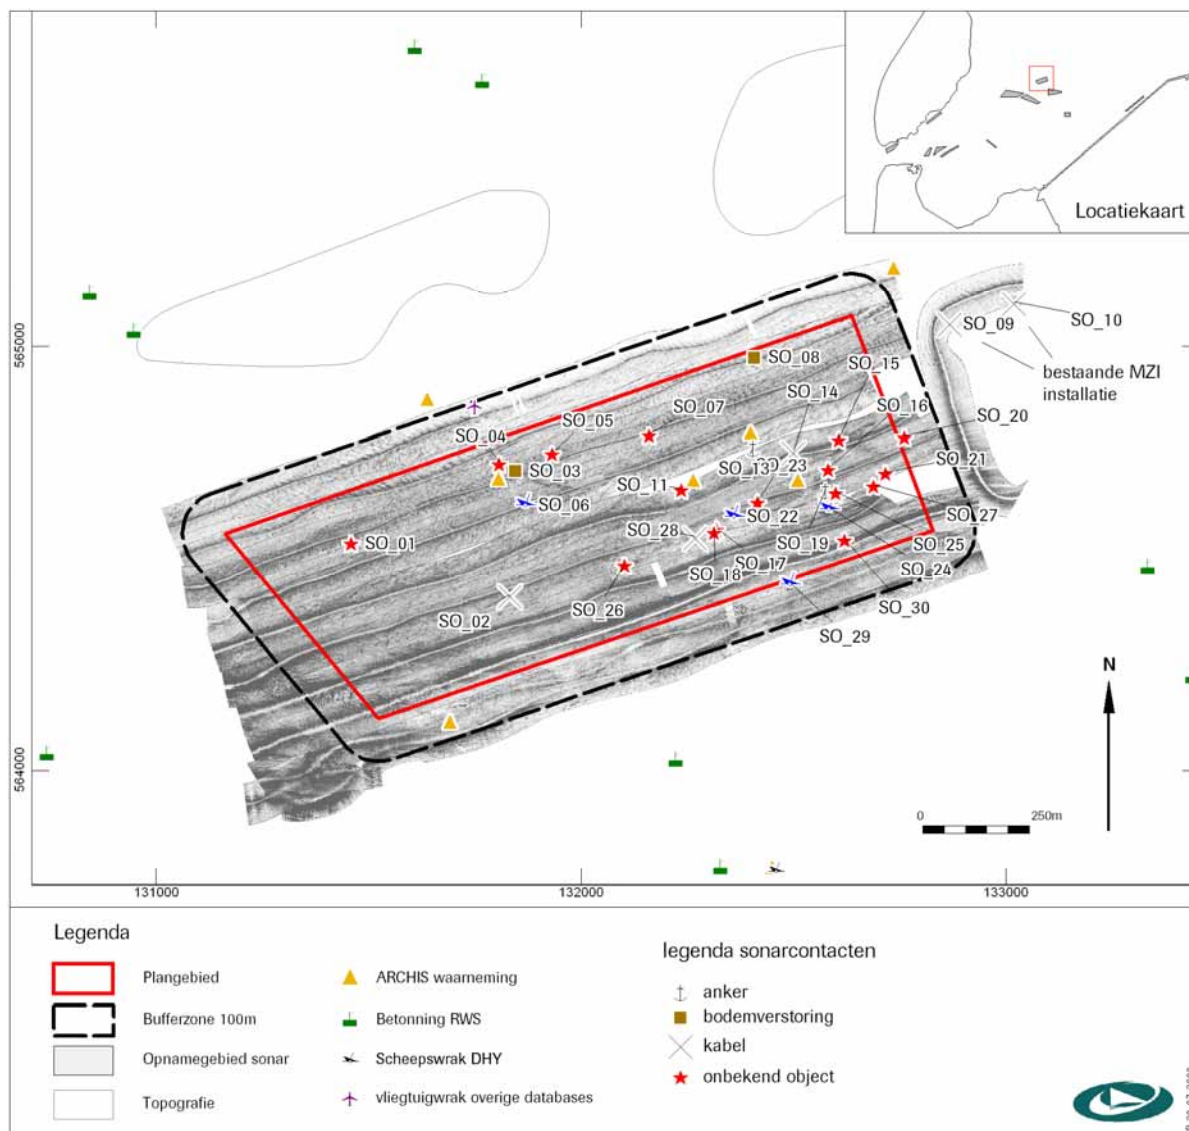 Locatiekaart
565000
564000
SO_10
SO_09
bestaande MZI
installatie
SO_08
SO_15
SO_14
SO_07
SO_16
SO_05
SO_20
SO_04
SO_03
SO_13
SO_23
SO_21
SO_11
SO_06
SO_22
SO_27
SO_28
SO_01
SO_19
SO_25
SO_17
SO_18
SO_24
SO_26
SO_02
SO_30
SO_29
N
0 250m
131000 132000 133000
Legenda
Plangebied
Bufferzone 100m
Opnamegebied sonar
Topografie
ARCHIS waarneming
Betonning RWS
Scheepswrak DHY
vliegtuigwrak overige databases
legenda sonarcontacten
anker
bodemverstoring
kabel
onbekend object